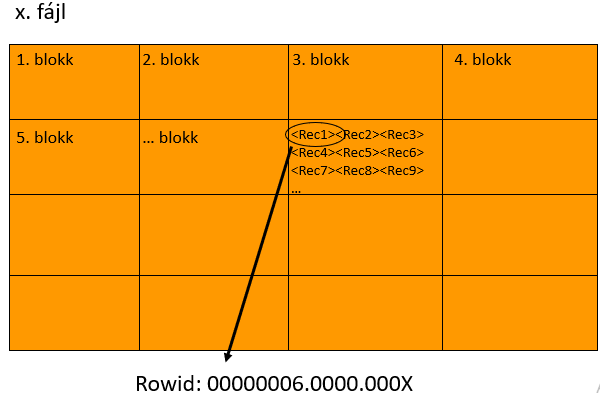 x. fájl
1. blokk
2. blokk
3. blokk
4. blokk
5. blokk
... blokk
<Rec1><Rec2><Rec3>
<Rec4><Rec5><Rec6>
<Rec7><Rec8><Rec9>
...
Rowid: 00000006.0000.000X